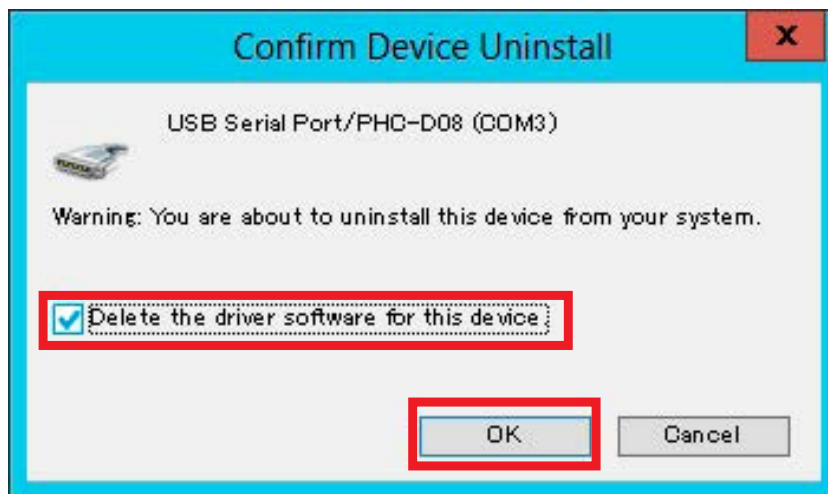 Confirm Device Uninstall
x
USB Serial Port/PHC-D08 (COM3)
Warning: You are about to uninstall this device from your system.
Delete the driver software for this device.
OK
Cancel